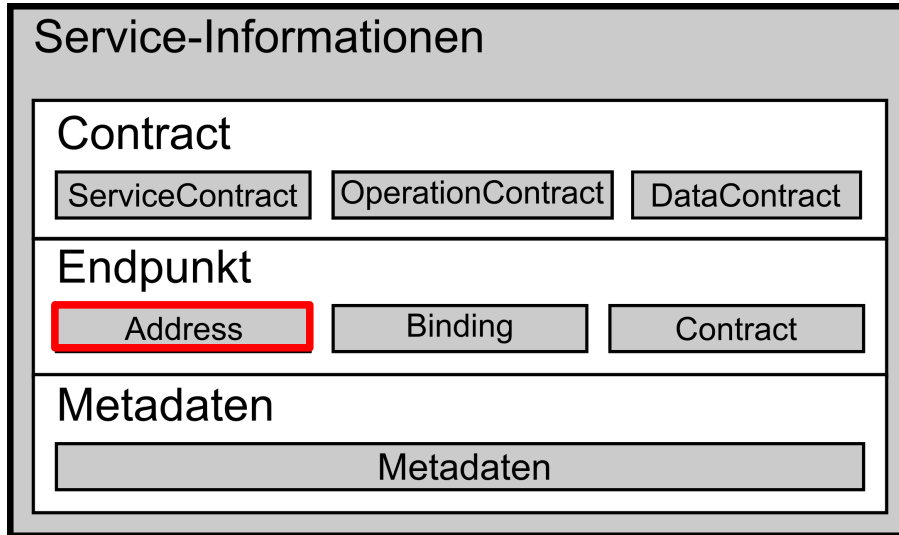 Service-Informationen
Contract
ServiceContract OperationContract DataContract
Endpunkt
Address Binding Contract
Metadaten
Metadaten